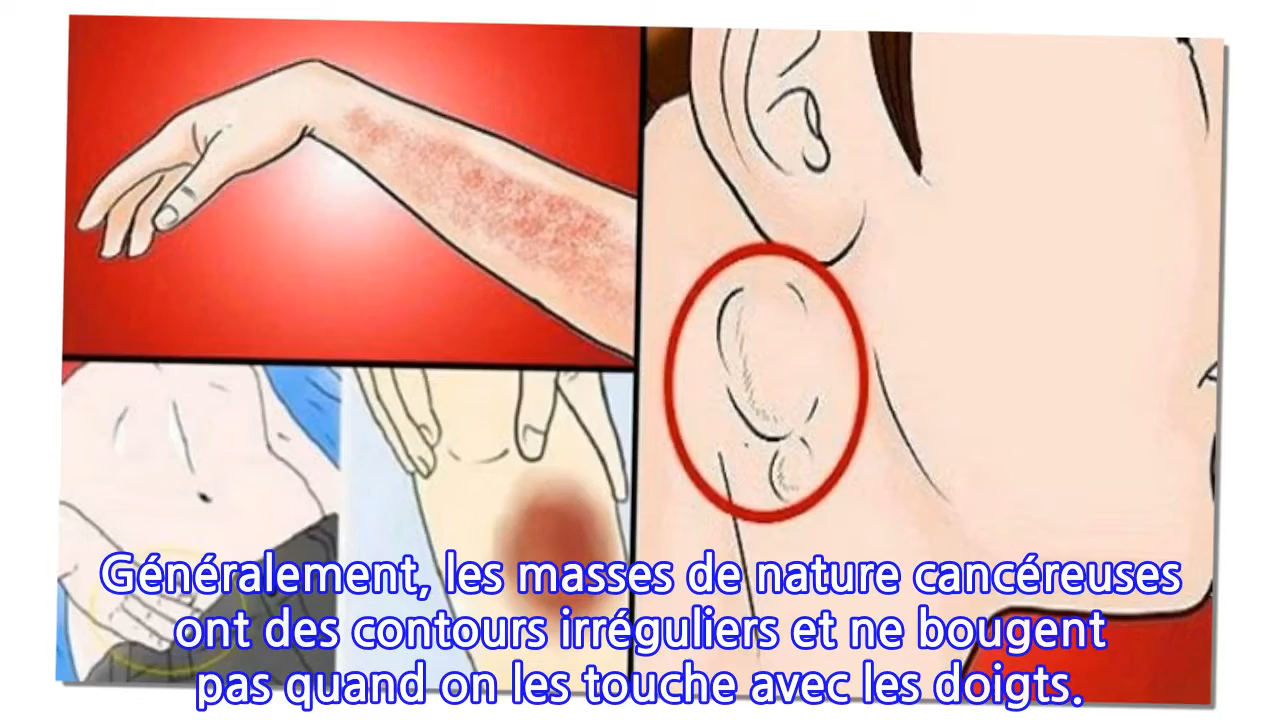 Généralement, les masses de nature cancéreuses
ont des contours irréguliers et ne bougent
pas quand on les touche avec les doigts.